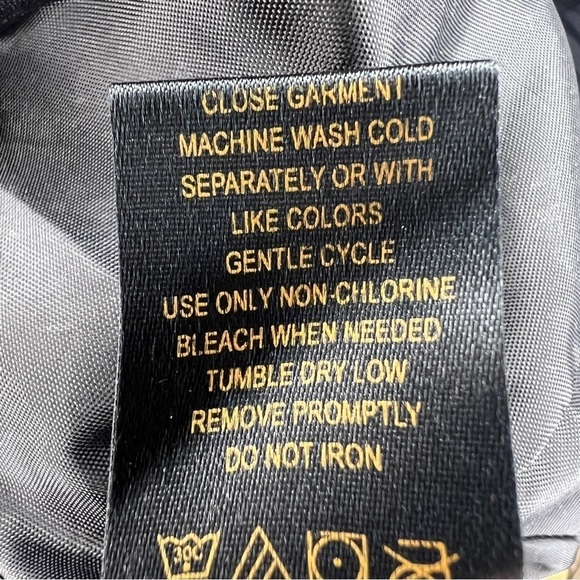 CLOSE GARMENT
MACHINE WASH COLD
SEPARATELY OR WITH
LIKE COLORS
GENTLE CYCLE
USE ONLY NON-CHLORINE
BLEACH WHEN NEEDED
TUMBLE DRY LOW
REMOVE PROMPTLY
DO NOT IRON
30C